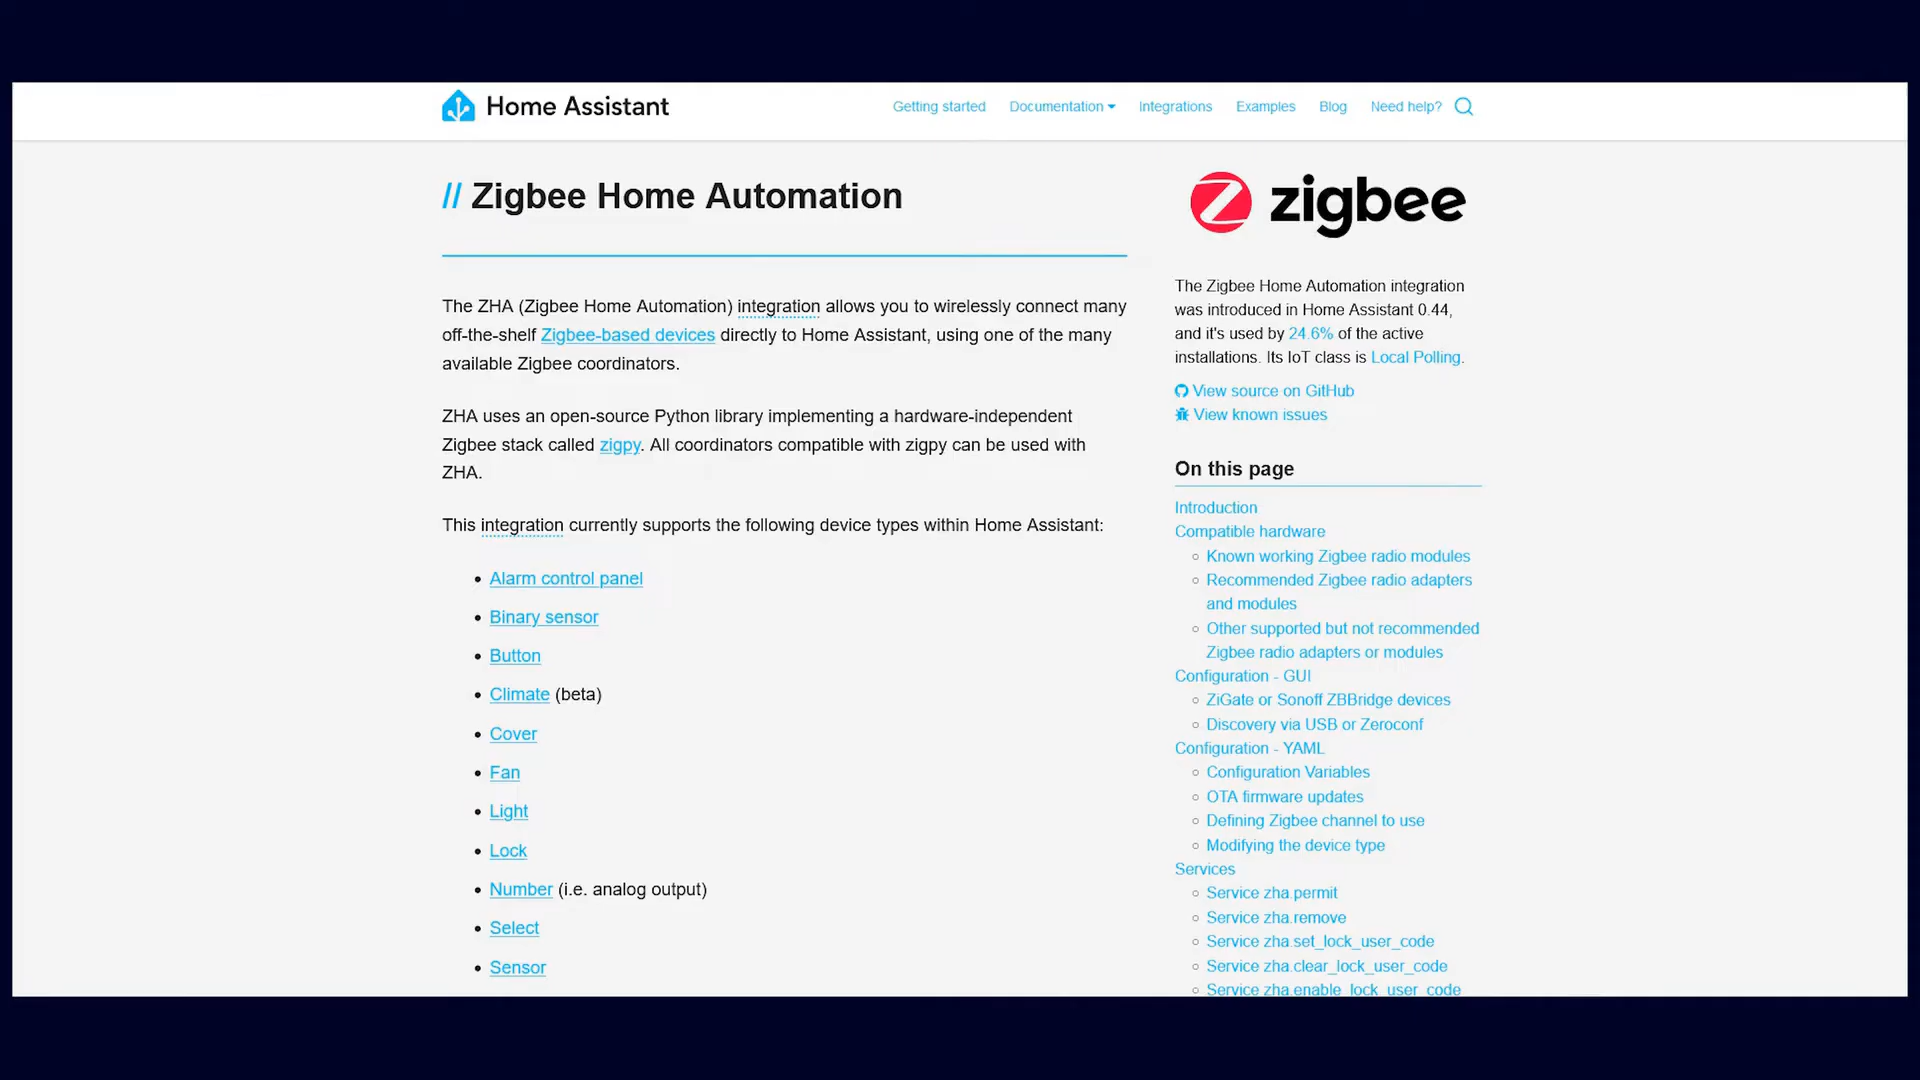 Home Assistant
Getting started Documentation Integrations Examples Blog Need help?
// Zigbee Home Automation
The ZHA (Zigbee Home Automation) integration allows you to wirelessly connect many
off-the-shelf Zigbee-based devices directly to Home Assistant, using one of the many
available Zigbee coordinators.
ZHA uses an open-source Python library implementing a hardware-independent
Zigbee stack called zigpy. All coordinators compatible with zigpy can be used with
ZHA.
This integration currently supports the following device types within Home Assistant:
Alarm control panel
Binary sensor
Button
Climate (beta)
Cover
Fan
Light
Lock
Number (i.e. analog output)
Select
Sensor
zigbee
The Zigbee Home Automation integration
was introduced in Home Assistant 0.44,
and it's used by 24.6% of the active
installations. Its IoT class is Local Polling.
View source on GitHub
View known issues
On this page
Introduction
Compatible hardware
Known working Zigbee radio modules
Recommended Zigbee radio adapters
and modules
Other supported but not recommended
Zigbee radio adapters or modules
Configuration - GUI
ZiGate or Sonoff ZBBridge devices
Discovery via USB or Zeroconf
Configuration - YAML
Configuration Variables
OTA firmware updates
Defining Zigbee channel to use
Modifying the device type
Services
Service zha.permit
Service zha.remove
Service zha.set_lock_user_code
Service zha.clear_lock_user_code
Service zha.enable_lock_user_code